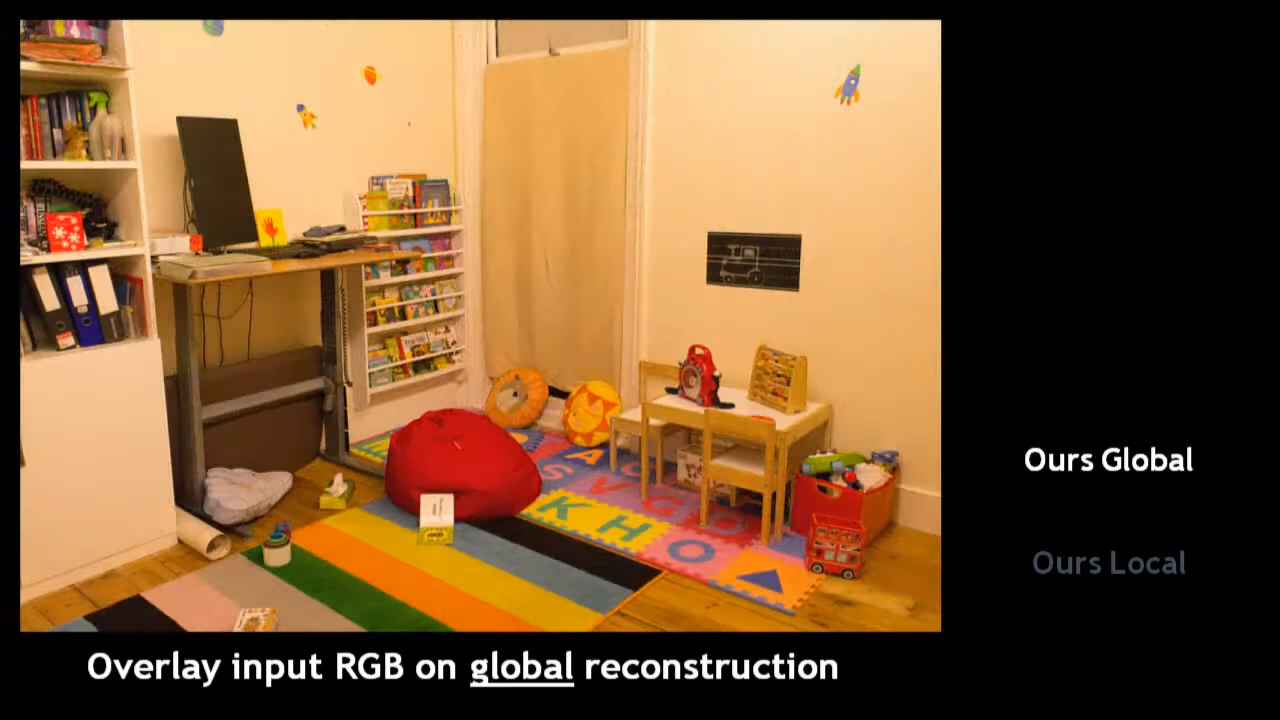 K H O
Ours Global
Ours Local
Overlay input RGB on global reconstruction